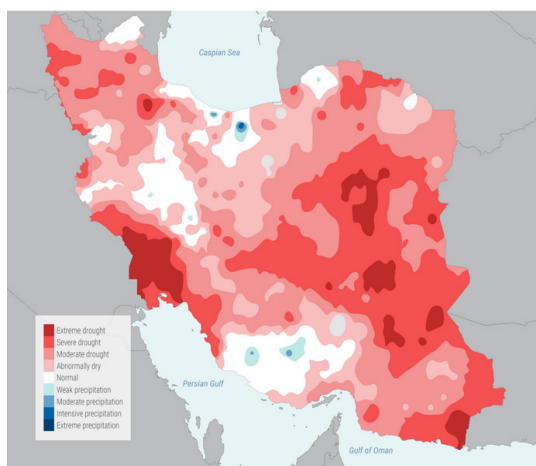 Caspian Sea
Extreme drought
Severe drought
Moderate drought
Abnormally dry
Normal
Weak precipitation
Moderate precipitation
Intensive precipitation
Extreme precipitation
Persian Gulf
Gulf of Oman